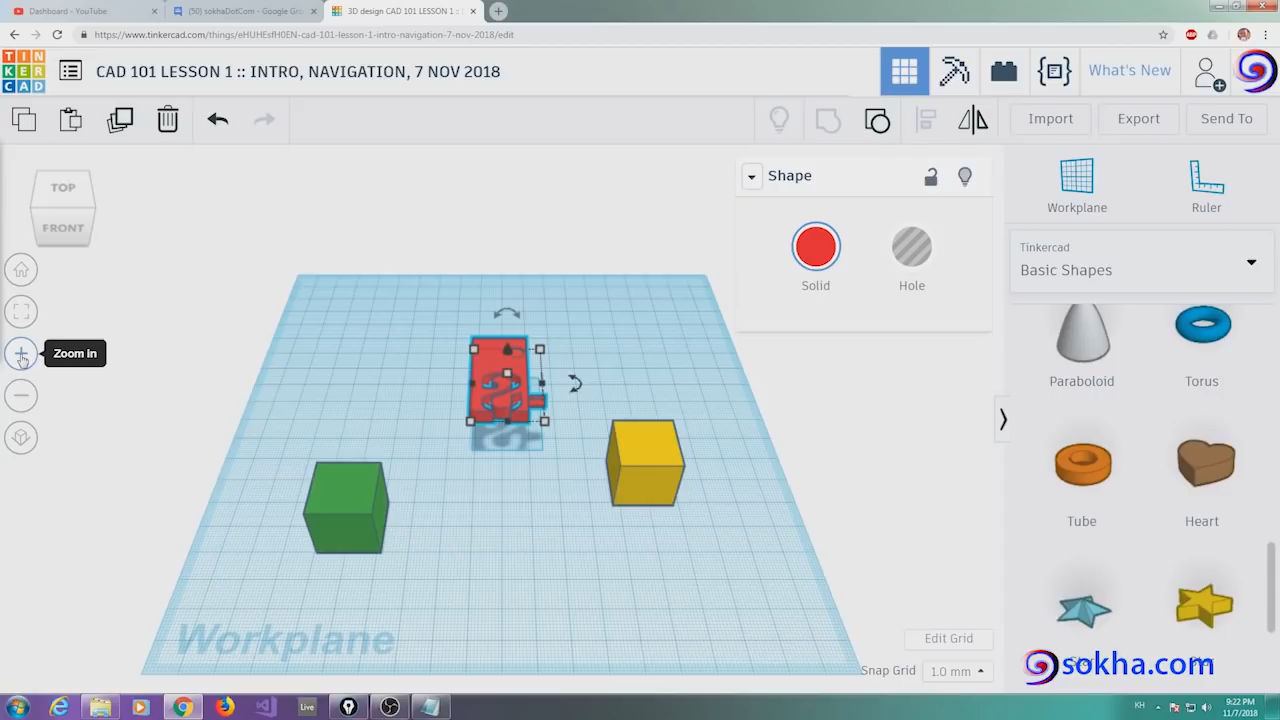 Dashboard - YouTube
(50) sokhaDotCom - Google Gro
3D design CAD 101 LESSON 1 ::
https://www.tinkercad.com/things/eHUHEsfH0EN-cad-101-lesson-1-intro-navigation-7-nov-2018/edit
TIN
KER
CAD
CAD 101 LESSON 1 :: INTRO, NAVIGATION, 7 NOV 2018
What's New
Import
Export
Send To
TOP
FRONT
Shape
Solid
Hole
Workplane
Ruler
Tinkercad
Basic Shapes
Zoom in
Paraboloid
Torus
Tube
Heart
Workplane
Edit Grid
Snap Grid
1.0 mm
sokha.com
Live
KH
9:22 PM
11/7/2018